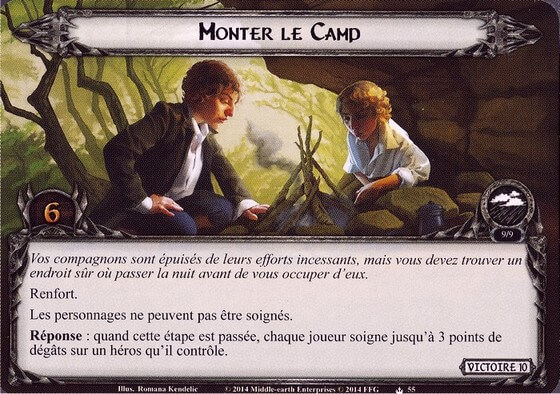 MONTER LE CAMP
6
9/9
Vos compagnons sont épuisés de leurs efforts incessants, mais vous devez trouver un
endroit sûr où passer la nuit avant de vous occuper d'eux.
Renfort.
Les personnages ne peuvent pas être soignés.
Réponse : quand cette étape est passée, chaque joueur soigne jusqu'à 3 points de
dégâts sur un héros qu'il contrôle.
VICTOIRE 10
Illus. Romana Kendelic © 2014 Middle-earth Enterprises © 2014 FFG 55